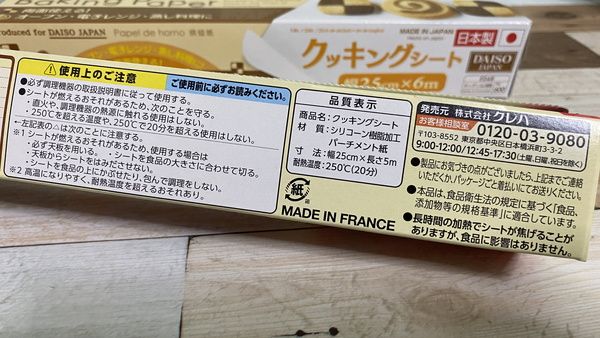 Produced for DAISO JAPAN
Papel de horno
MADE IN JAPAN
クッキングシート
日本製
DAISO
JAPAN
幅25cm×6m
使用上のご注意
ご使用前に必ずお読みください。
●必ず調理機器の取扱説明書に従って使用する。
●シートが燃えるおそれがあるため、次のことを守る。
・直火や、調理機器の熱源に触れる使用はしない。
・250℃を超える温度や、250℃で20分を超える使用はしない。
●左記表の△は次のことに注意する。
※1 シートが燃えるおそれがあるため、使用する場合は
・必ず天板を用いる。・シートを食品の大きさに合わせて切る。
・天板からシートをはみださせない。
・シートを食品の上にかぶせたり、包んで調理をしない。
※2 高温になりやすく、耐熱温度を超えるおそれあり。
品質表示
商品名:クッキングシート
材質:シリコーン樹脂加工
パーチメント紙
寸法:幅25cm×長さ5m
耐熱温度:250℃(20分)
紙
MADE IN FRANCE
発売元 株式会社クレハ
お客様相談室 0120-03-9080
〒103-8552 東京都中央区日本橋浜町3-3-2
9:00-12:00/12:45-17:30(土・日・祝日を除く)
●製品にお気づきの点がございましたら、上記までご連絡
いただくか、パッケージごと着払いにてお送りください。
●本品は、食品衛生法の規定に基づく「食品、
添加物等の規格基準」に適合しています。
●長時間の加熱でシートが焦げることが
ありますが、食品に影響はありません。